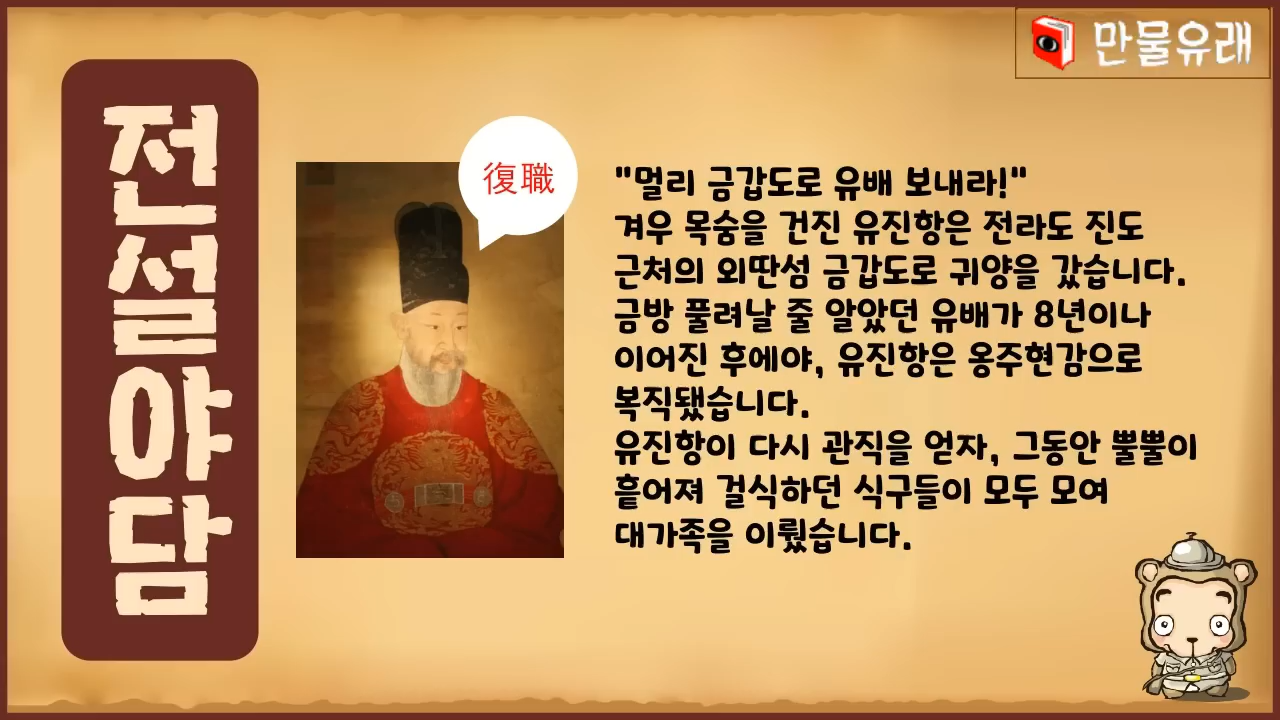 만물유래
전설야담
復職
"멀리 금갑도로 유배 보내라!"
겨우 목숨을 건진 유진항은 전라도 진도
근처의 외딴섬 금갑도로 귀양을 갔습니다.
금방 풀려날 줄 알았던 유배가 8년이나
이어진 후에야, 유진항은 옹주현감으로
복직됐습니다.
유진항이 다시 관직을 얻자, 그동안 뿔뿔이
흩어져 걸식하던 식구들이 모두 모여
대가족을 이뤘습니다.